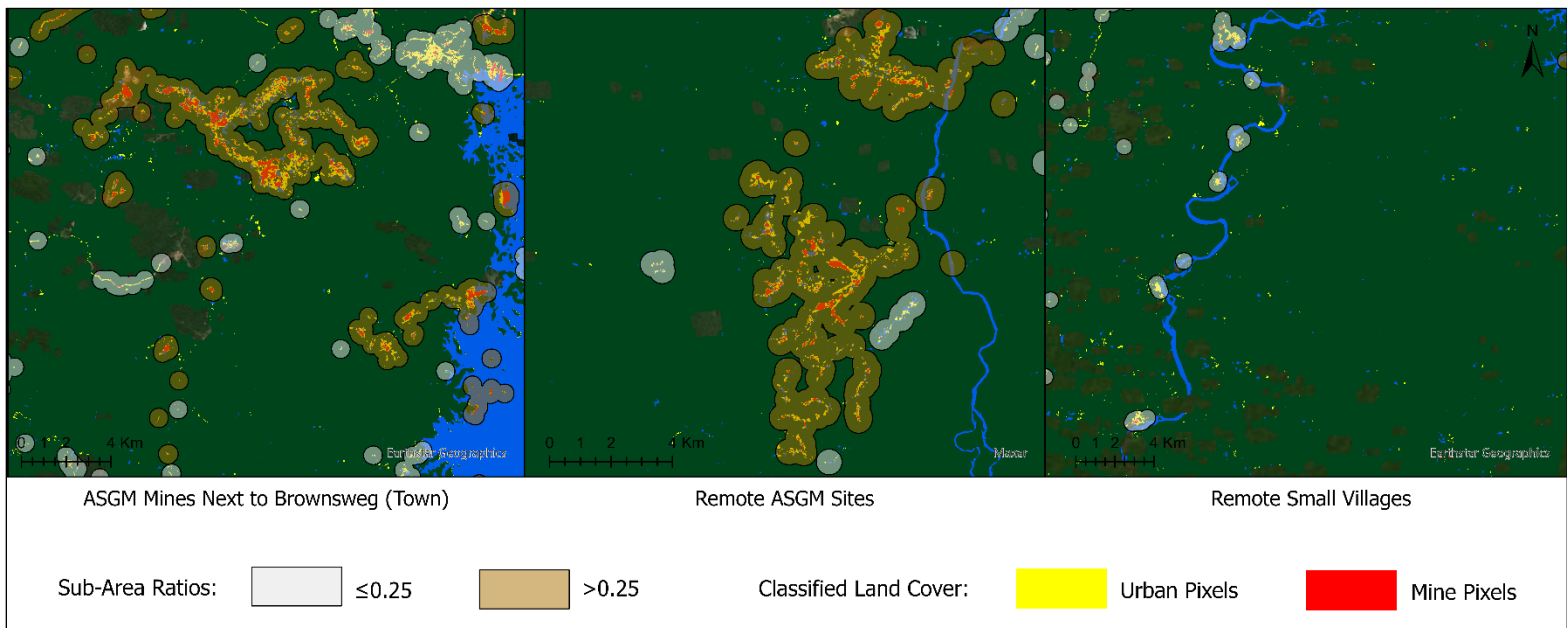 N
0 1 2 4 Km
Earthstar Geographics
0 1 2 4 Km
Maxar
0 1 2 4 Km
Earthstar Geographics
ASGM Mines Next to Brownsweg (Town)
Remote ASGM Sites
Remote Small Villages
Sub-Area Ratios:
≤0.25
>0.25
Classified Land Cover:
Urban Pixels
Mine Pixels